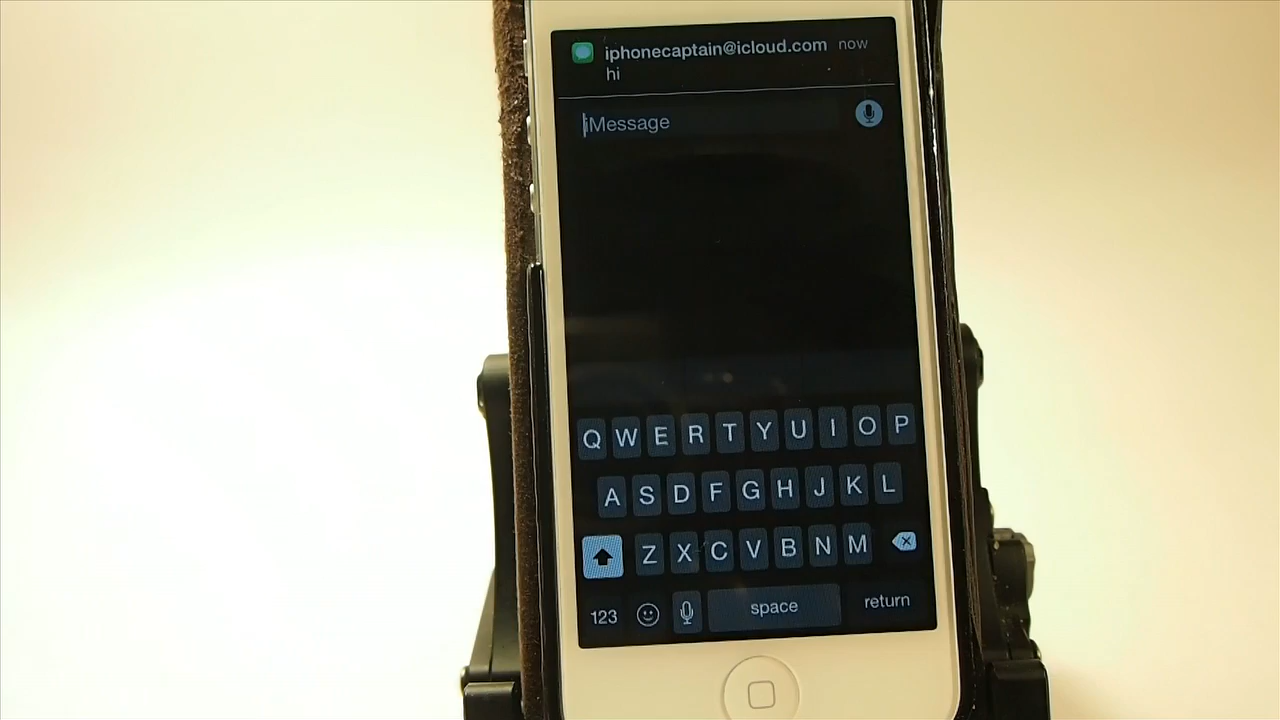 iphonecaptain@icloud.com now
hi
iMessage
Q W E R T Y U I O P
A S D F G H J K L
Z X C V B N M
123 space return